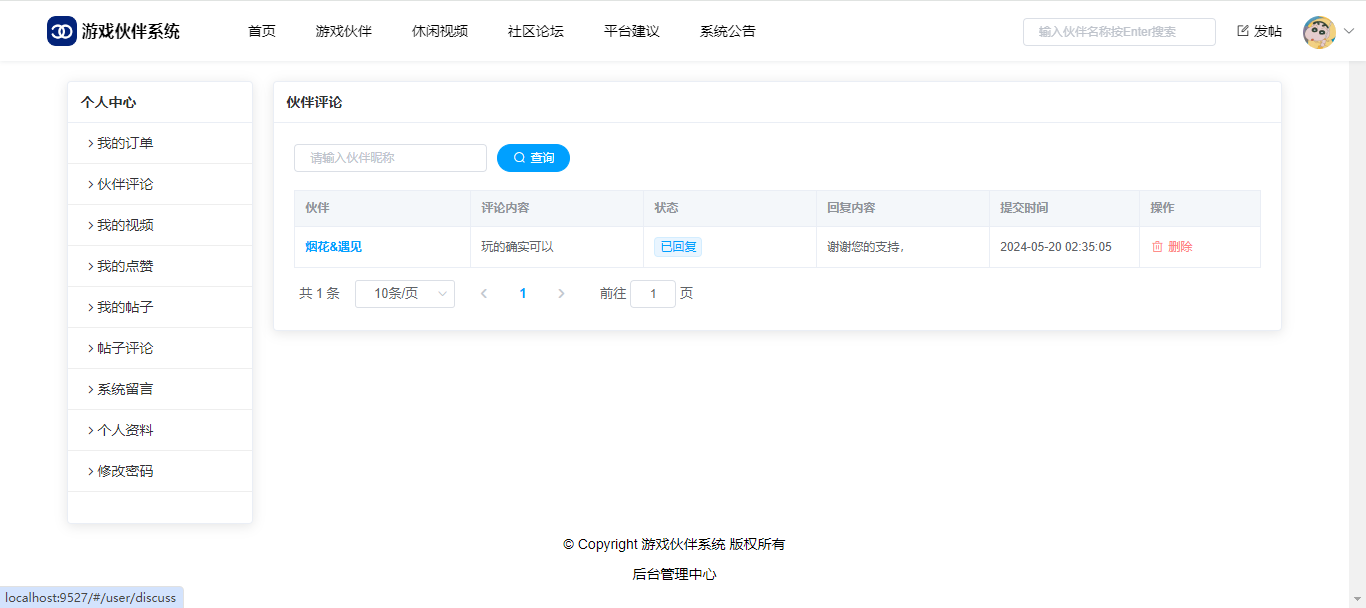 游戏伙伴系统 首页 游戏伙伴 休闲视频 社区论坛 平台建议 系统公告 输入伙伴名称按Enter搜索 发帖
个人中心
我的订单
伙伴评论
我的视频
我的点赞
我的帖子
帖子评论
系统留言
个人资料
修改密码
伙伴评论
请输入伙伴昵称 查询
伙伴 评论内容 状态 回复内容 提交时间 操作
烟花&遇见 玩的确实可以 已回复 谢谢您的支持， 2024-05-20 02:35:05 删除
共 1 条 10条/页 1 前往 1 页
© Copyright 游戏伙伴系统 版权所有
后台管理中心
localhost:9527/#/user/discuss